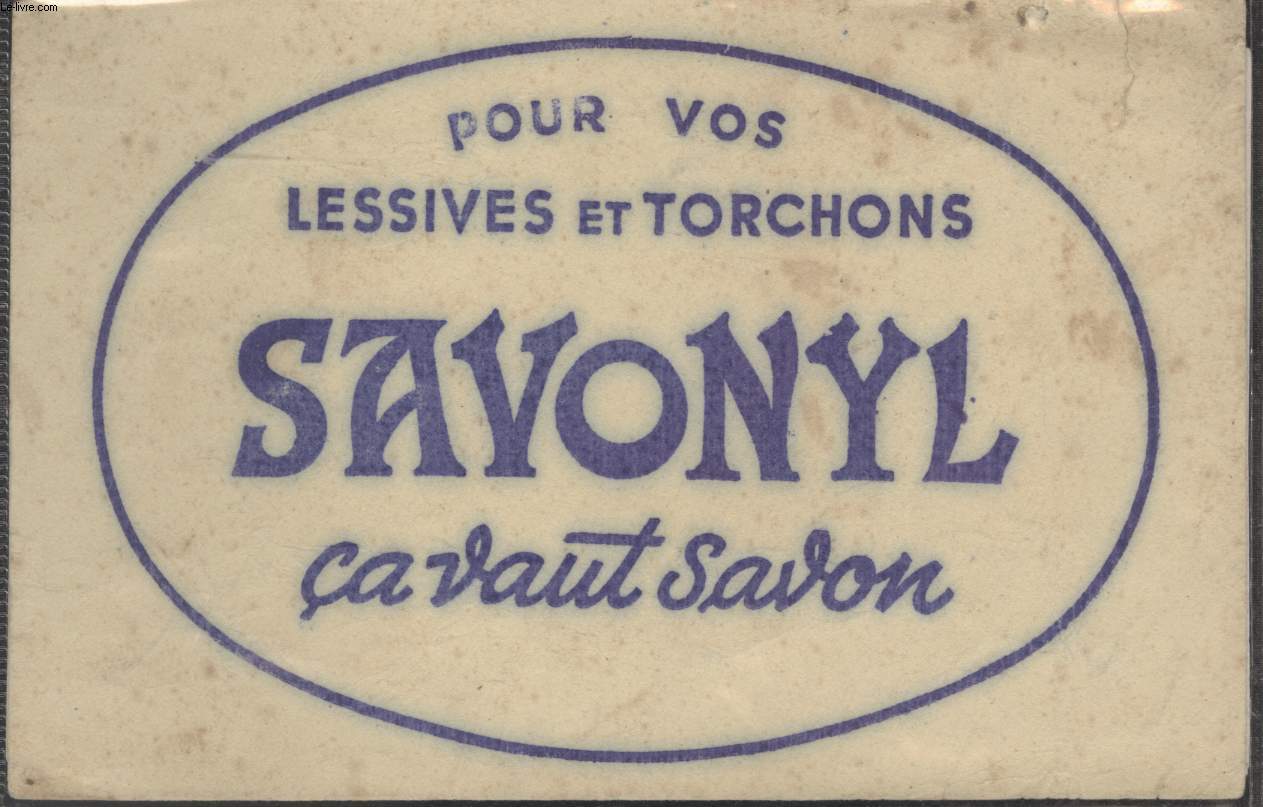 Le-livre.com
POUR VOS
LESSIVES ET TORCHONS
SAVONYL
ça vaut savon